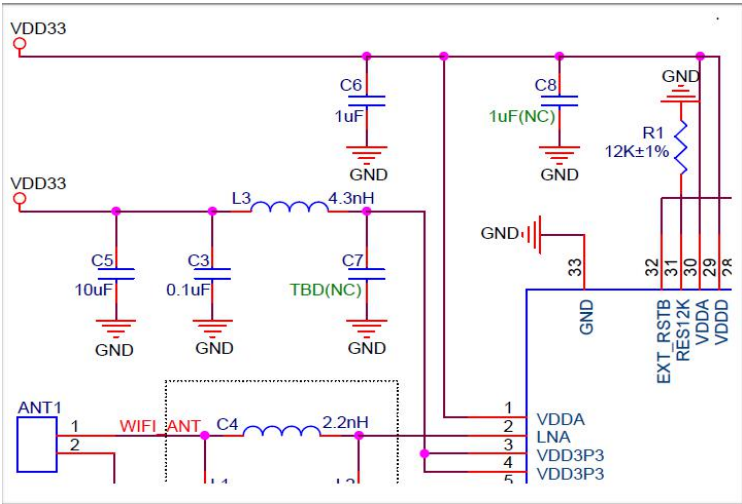 VDD33
C6
1uF
GND
C8
1uF(NC)
GND
GND
R1
12K±1%
VDD33
L3
4.3nH
C5
10uF
GND
C3
0.1uF
GND
C7
TBD(NC)
GND
GND
33
32
31
30
29
28
GND
EXT_RSTB
RES12K
VDDA
VDDD
ANT1
1
2
WIFI_ANT
C4
2.2nH
1
VDDA
2
LNA
3
VDD3P3
4
VDD3P3
5
L1